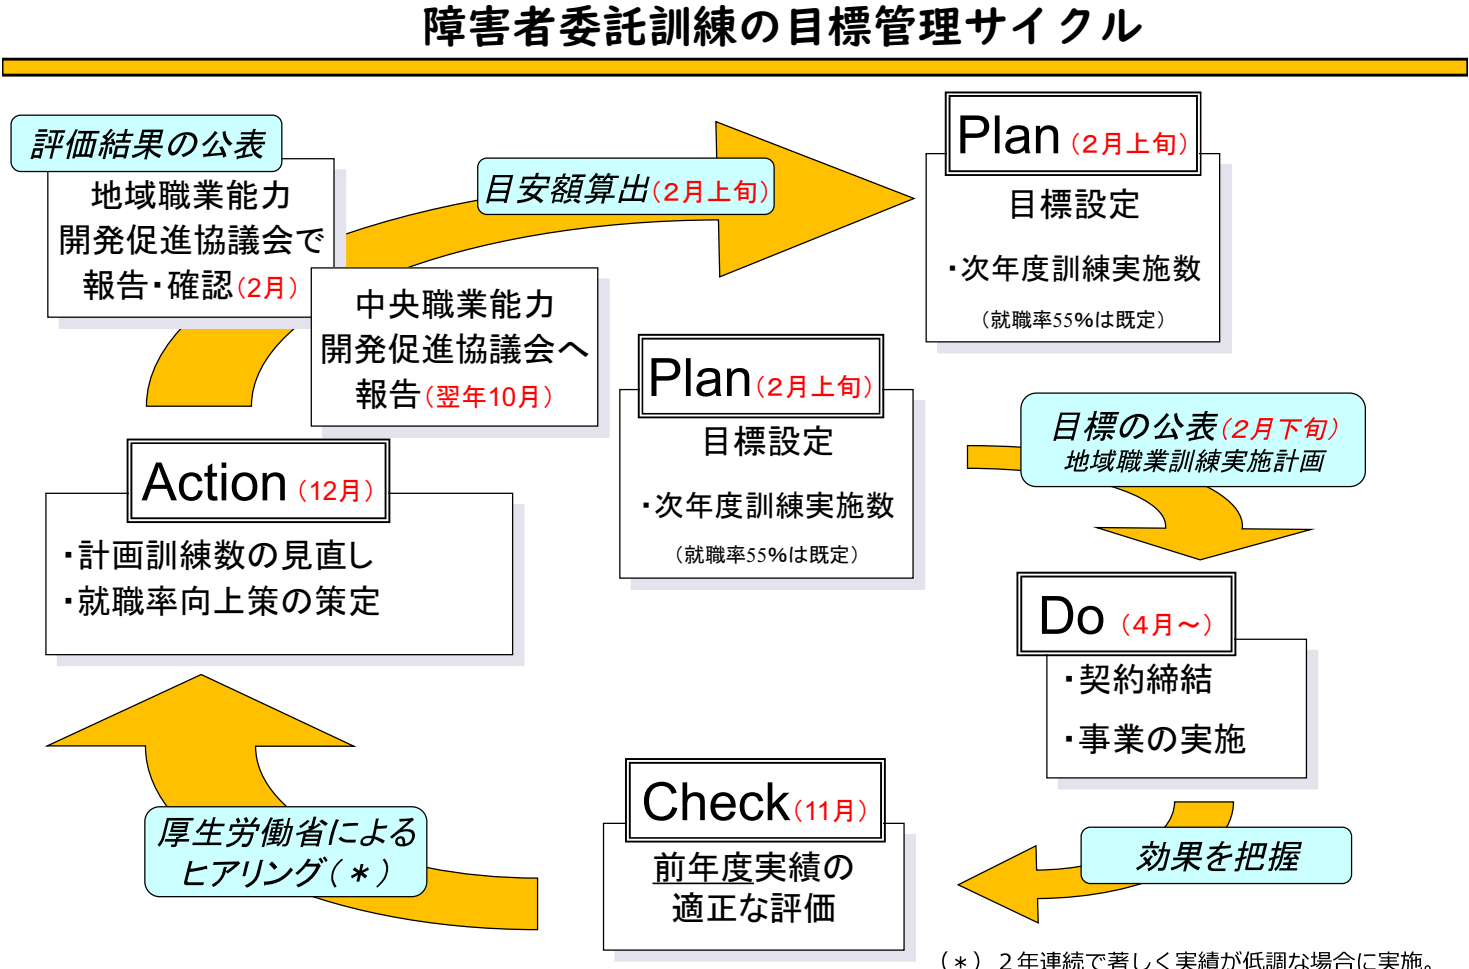 障害者委託訓練の目標管理サイクル
評価結果の公表
地域職業能力
開発促進協議会で
報告・確認(2月)
目安額算出(2月上旬)
中央職業能力
開発促進協議会へ
報告(翌年10月)
Plan(2月上旬)
目標設定
・次年度訓練実施数
(就職率55%は既定)
Plan(2月上旬)
目標設定
・次年度訓練実施数
(就職率55%は既定)
目標の公表(2月下旬)
地域職業訓練実施計画
Do(4月～)
・契約締結
・事業の実施
効果を把握
Check(11月)
前年度実績の
適正な評価
厚生労働省による
ヒアリング(＊)
Action(12月)
・計画訓練数の見直し
・就職率向上策の策定
(＊)２年連続で著しく実績が低調な場合に実施。